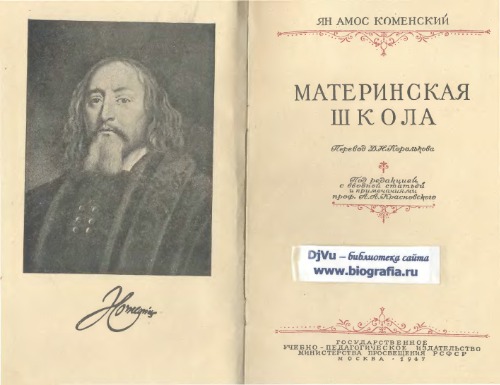 ЯН АМОС КОМЕНСКИЙ
МАТЕРИНСКАЯ
ШКОЛА
Перевод Д.Н.Королькова
Под редакцией
с вводной статьей
и примечаниями
проф. А.А.Красновского
DjVu – библиотека сайта
www.biografia.ru
ГОСУДАРСТВЕННОЕ
УЧЕБНО-ПЕДАГОГИЧЕСКОЕ ИЗДАТЕЛЬСТВО
МИНИСТЕРСТВА ПРОСВЕЩЕНИЯ РСФСР
МОСКВА - 1947